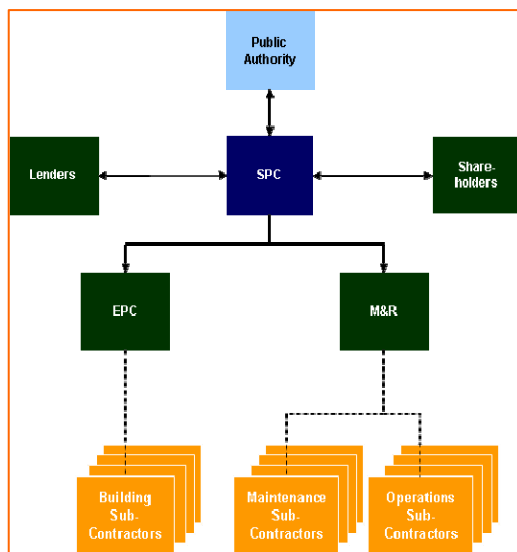 Public
Authority
Lenders
SPC
Share-
holders
EPC
M&R
Building
Sub-
Contractors
Maintenance
Sub-
Contractors
Operations
Sub-
Contractors